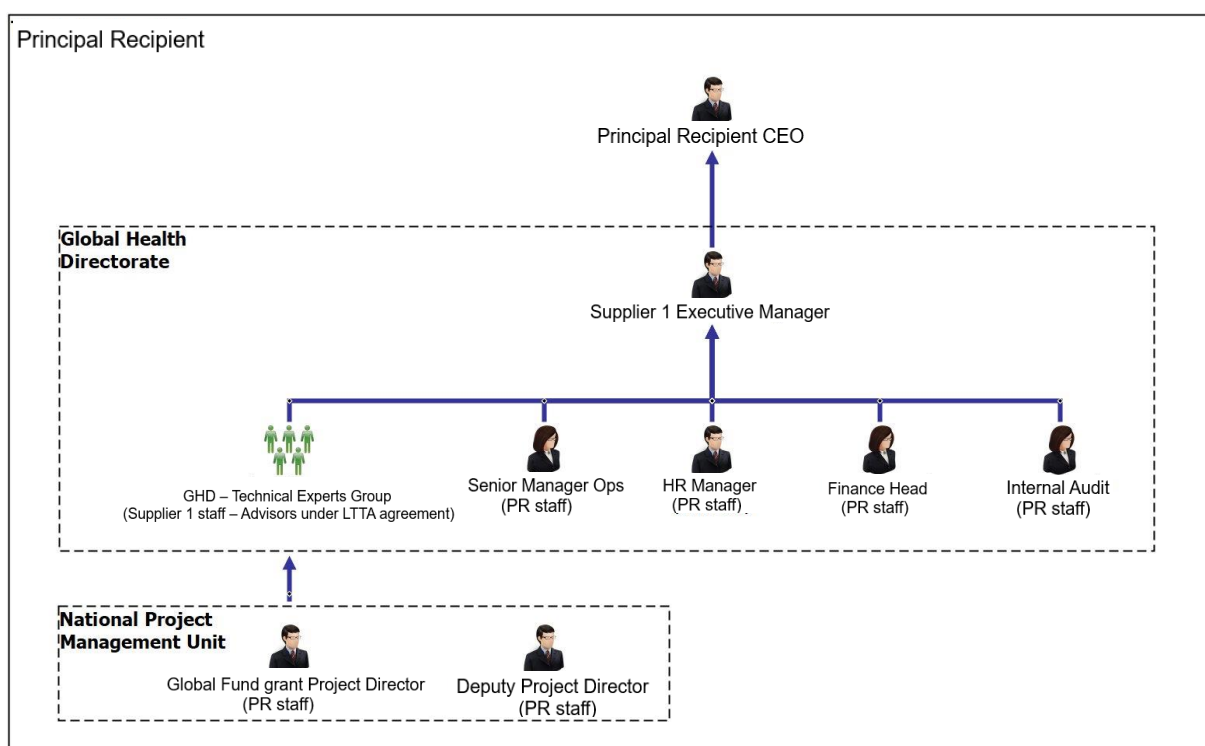 Principal Recipient
Principal Recipient CEO
Global Health
Directorate
Supplier 1 Executive Manager
GHD – Technical Experts Group
(Supplier 1 staff – Advisors under LTTA agreement)
Senior Manager Ops
(PR staff)
HR Manager
(PR staff)
Finance Head
(PR staff)
Internal Audit
(PR staff)
National Project
Management Unit
Global Fund grant Project Director
(PR staff)
Deputy Project Director
(PR staff)